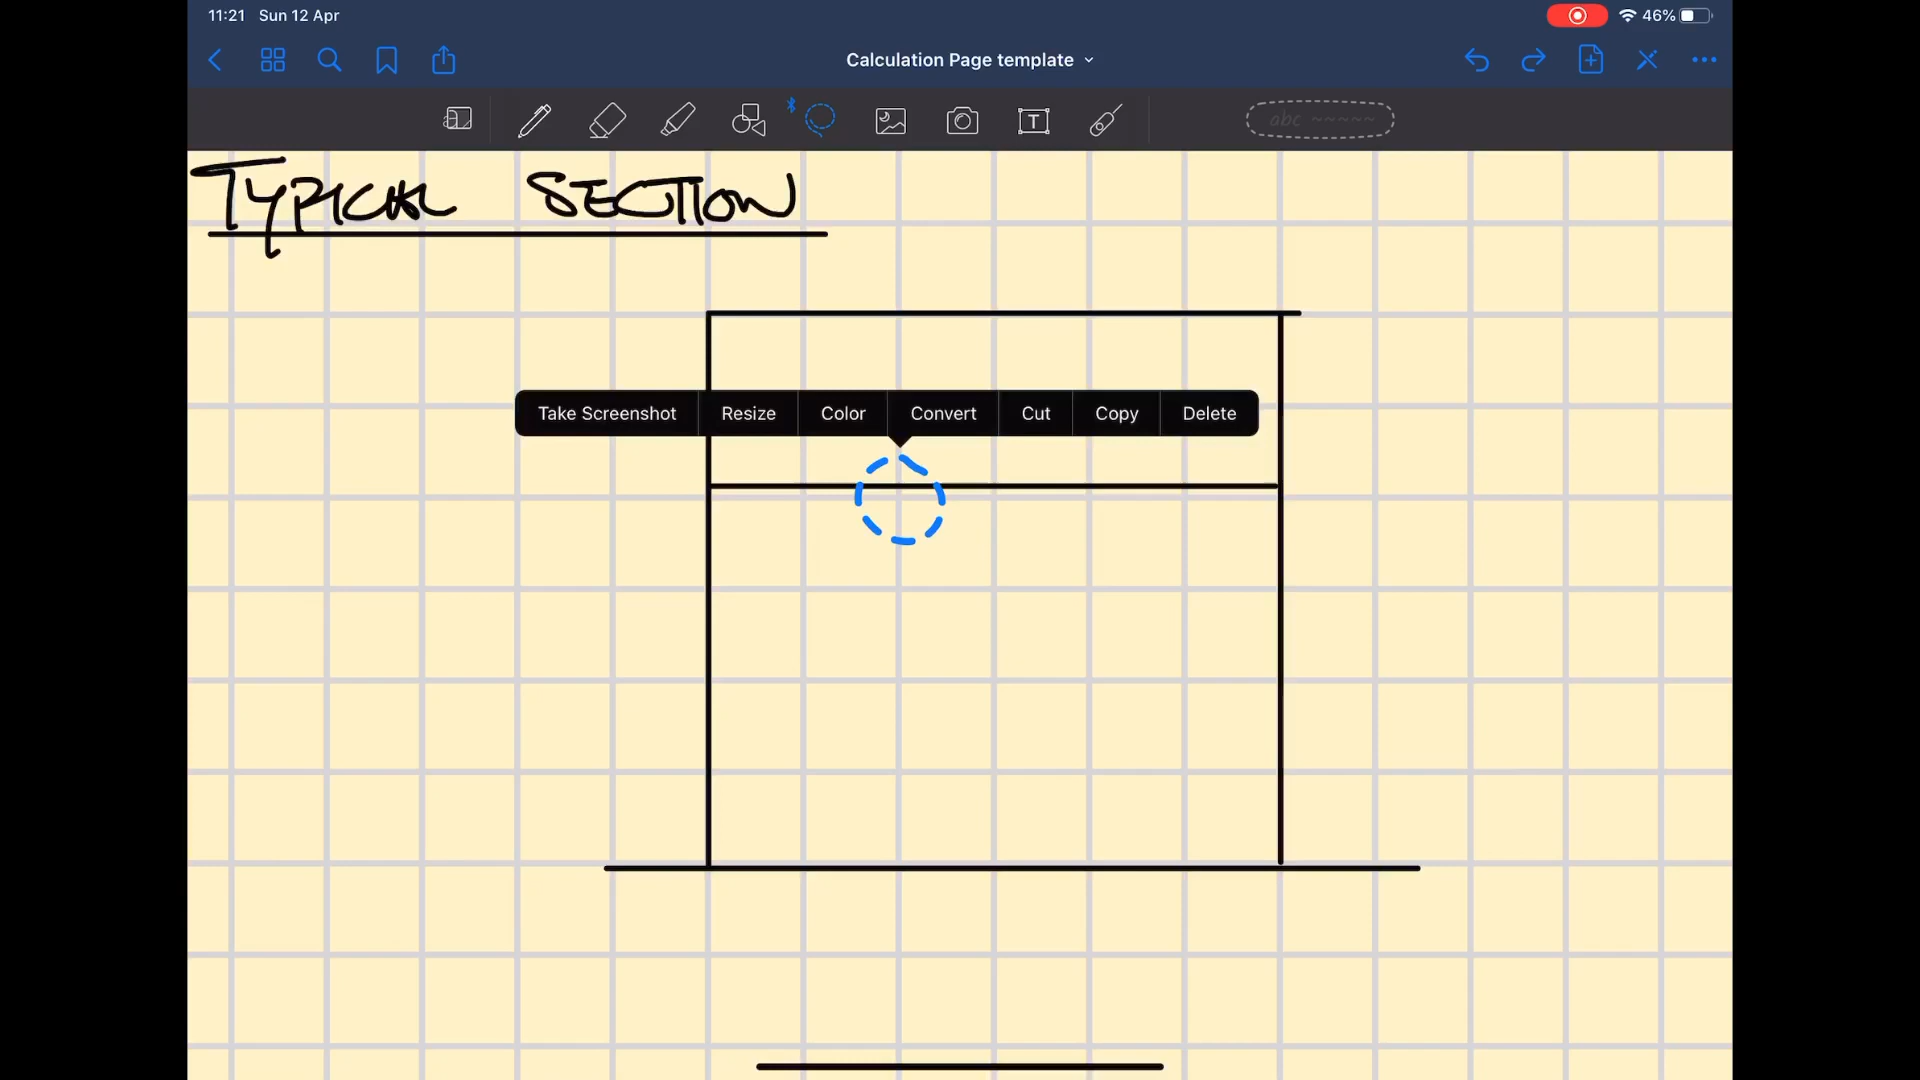 11:21 Sun 12 Apr 46%
Calculation Page template
a T
abc
TYPICAL SECTION
Take Screenshot Resize Color Convert Cut Copy Delete